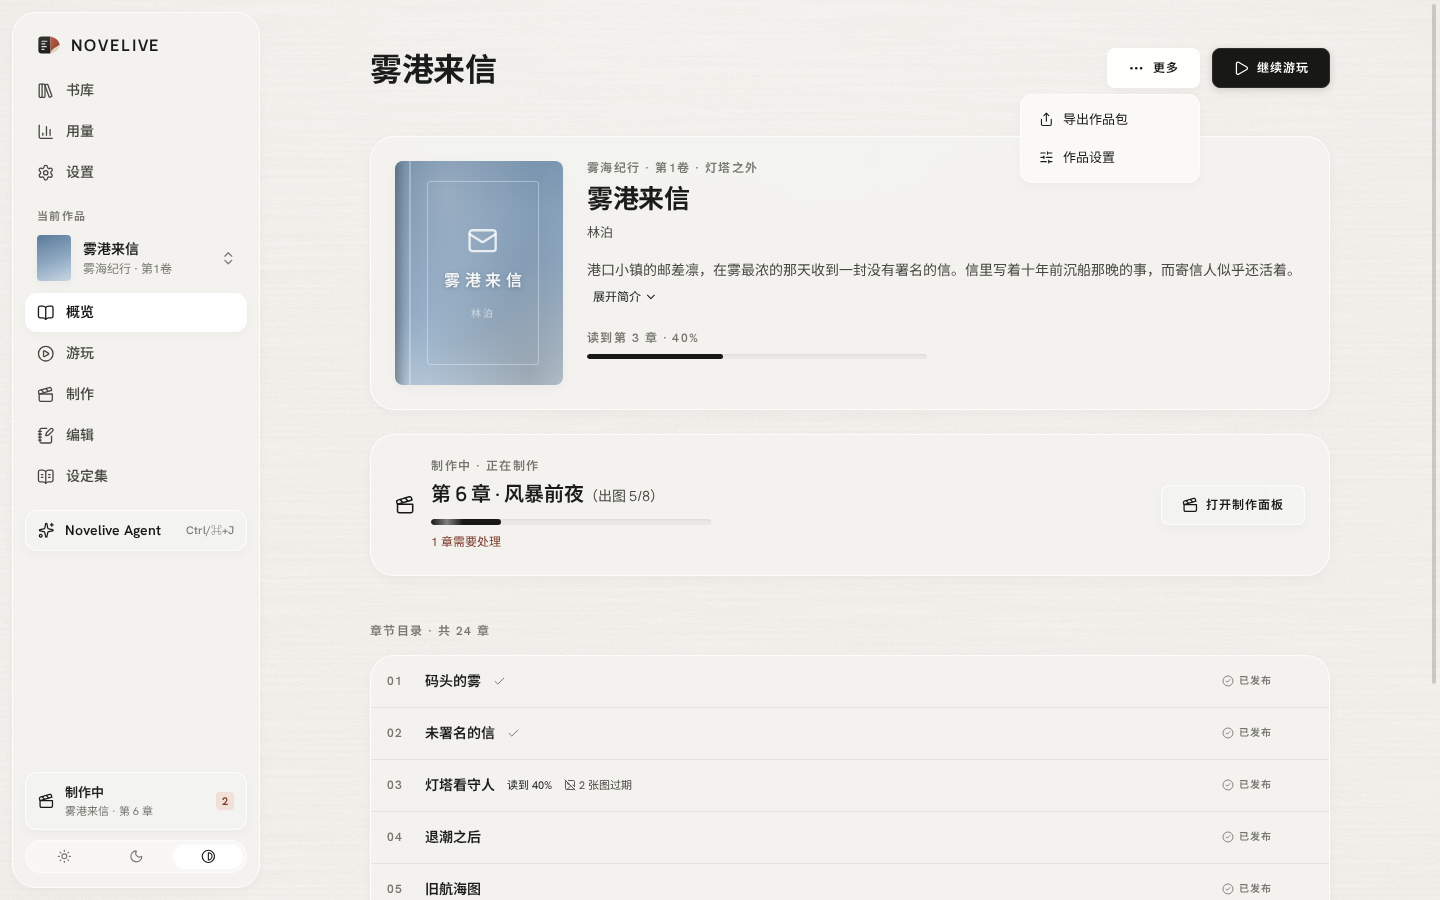 NOVELIVE
书库
用量
设置
当前作品
雾港来信
雾海纪行 · 第1卷
概览
游玩
制作
编辑
设定集
Novelive Agent Ctrl/⌘+J
制作中
雾港来信 · 第 6 章
2
雾港来信
更多
继续游玩
导出作品包
作品设置
雾港来信
林泊
雾海纪行 · 第1卷 · 灯塔之外
雾港来信
林泊
港口小镇的邮差凛，在雾最浓的那天收到一封没有署名的信。信里写着十年前沉船那晚的事，而寄信人似乎还活着。
展开简介
读到第 3 章 · 40%
制作中 · 正在制作
第 6 章 · 风暴前夜（出图 5/8）
1 章需要处理
打开制作面板
章节目录 · 共 24 章
01 码头的雾 已发布
02 未署名的信 已发布
03 灯塔看守人 读到 40% 2 张图过期 已发布
04 退潮之后 已发布
05 旧航海图 已发布